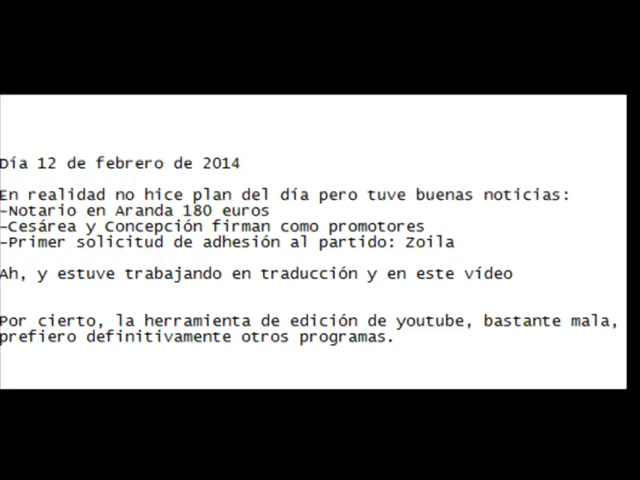 Día 12 de febrero de 2014
En realidad no hice plan del día pero tuve buenas noticias:
-Notario en Aranda 180 euros
-Cesárea y Concepción firman como promotores
-Primer solicitud de adhesión al partido: Zoila
Ah, y estuve trabajando en traducción y en este vídeo
Por cierto, la herramienta de edición de youtube, bastante mala,
prefiero definitivamente otros programas.